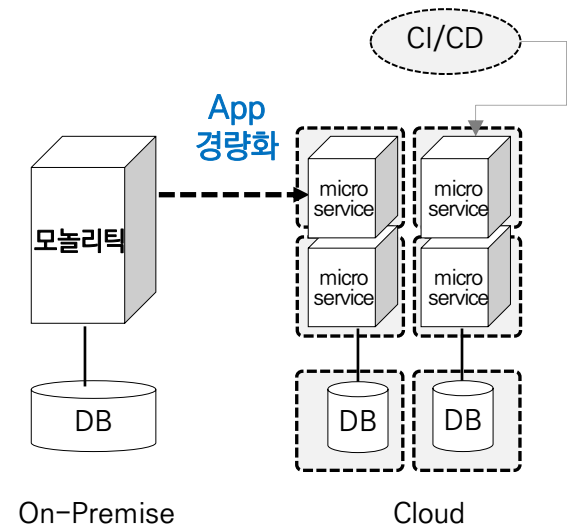 CI/CD
App
경량화
모놀리틱
micro
service
micro
service
micro
service
micro
service
DB
DB
DB
On-Premise
Cloud